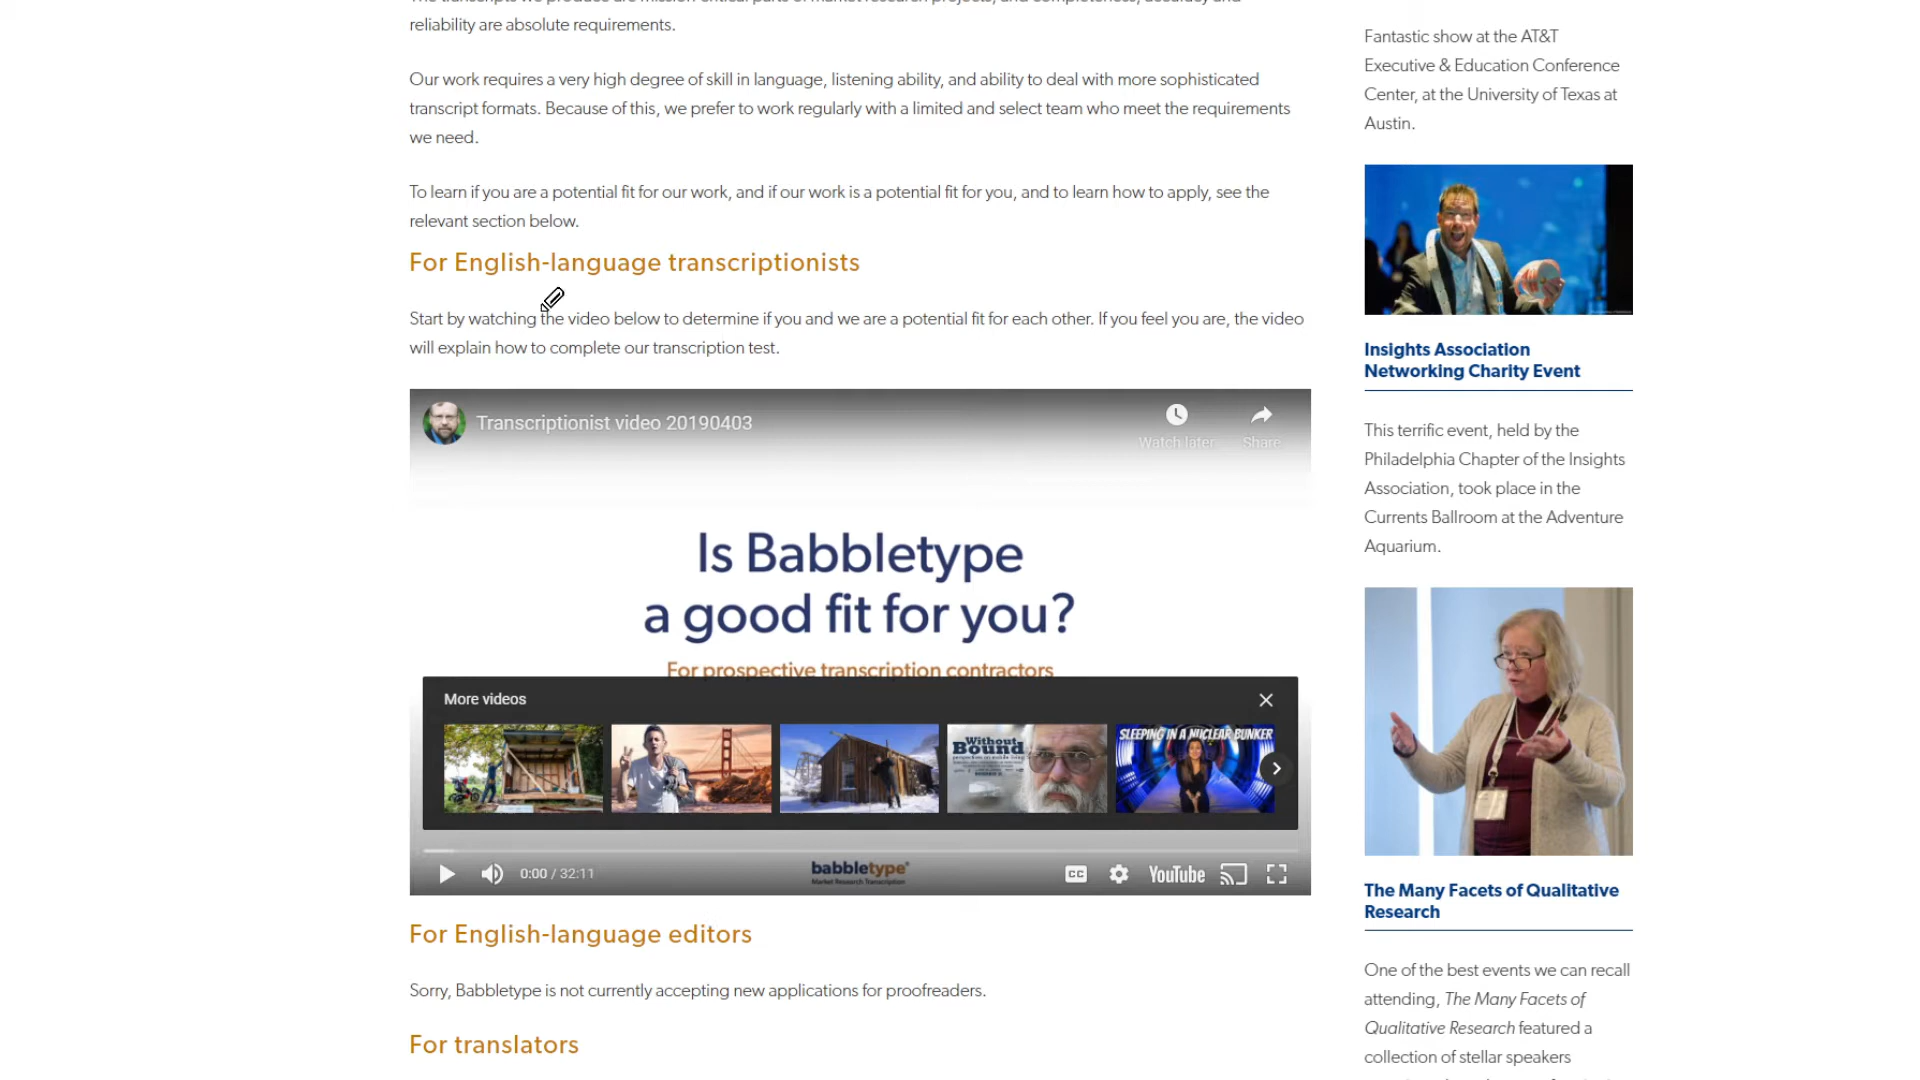 reliability are absolute requirements.
Our work requires a very high degree of skill in language, listening ability, and ability to deal with more sophisticated
transcript formats. Because of this, we prefer to work regularly with a limited and select team who meet the requirements
we need.
To learn if you are a potential fit for our work, and if our work is a potential fit for you, and to learn how to apply, see the
relevant section below.
For English-language transcriptionists
Start by watching the video below to determine if you and we are a potential fit for each other. If you feel you are, the video
will explain how to complete our transcription test.
Transcriptionist video 20190403
Watch later
Share
Is Babbletype
a good fit for you?
For prospective transcription contractors
More videos
Without
Bound
SLEEPING IN A NUCLEAR BUNKER
0:00 / 32:11
babbletype
Market Research Transcription
CC
YouTube
For English-language editors
Sorry, Babbletype is not currently accepting new applications for proofreaders.
For translators
Fantastic show at the AT&T
Executive & Education Conference
Center, at the University of Texas at
Austin.
Insights Association
Networking Charity Event
This terrific event, held by the
Philadelphia Chapter of the Insights
Association, took place in the
Currents Ballroom at the Adventure
Aquarium.
The Many Facets of Qualitative
Research
One of the best events we can recall
attending, The Many Facets of
Qualitative Research featured a
collection of stellar speakers